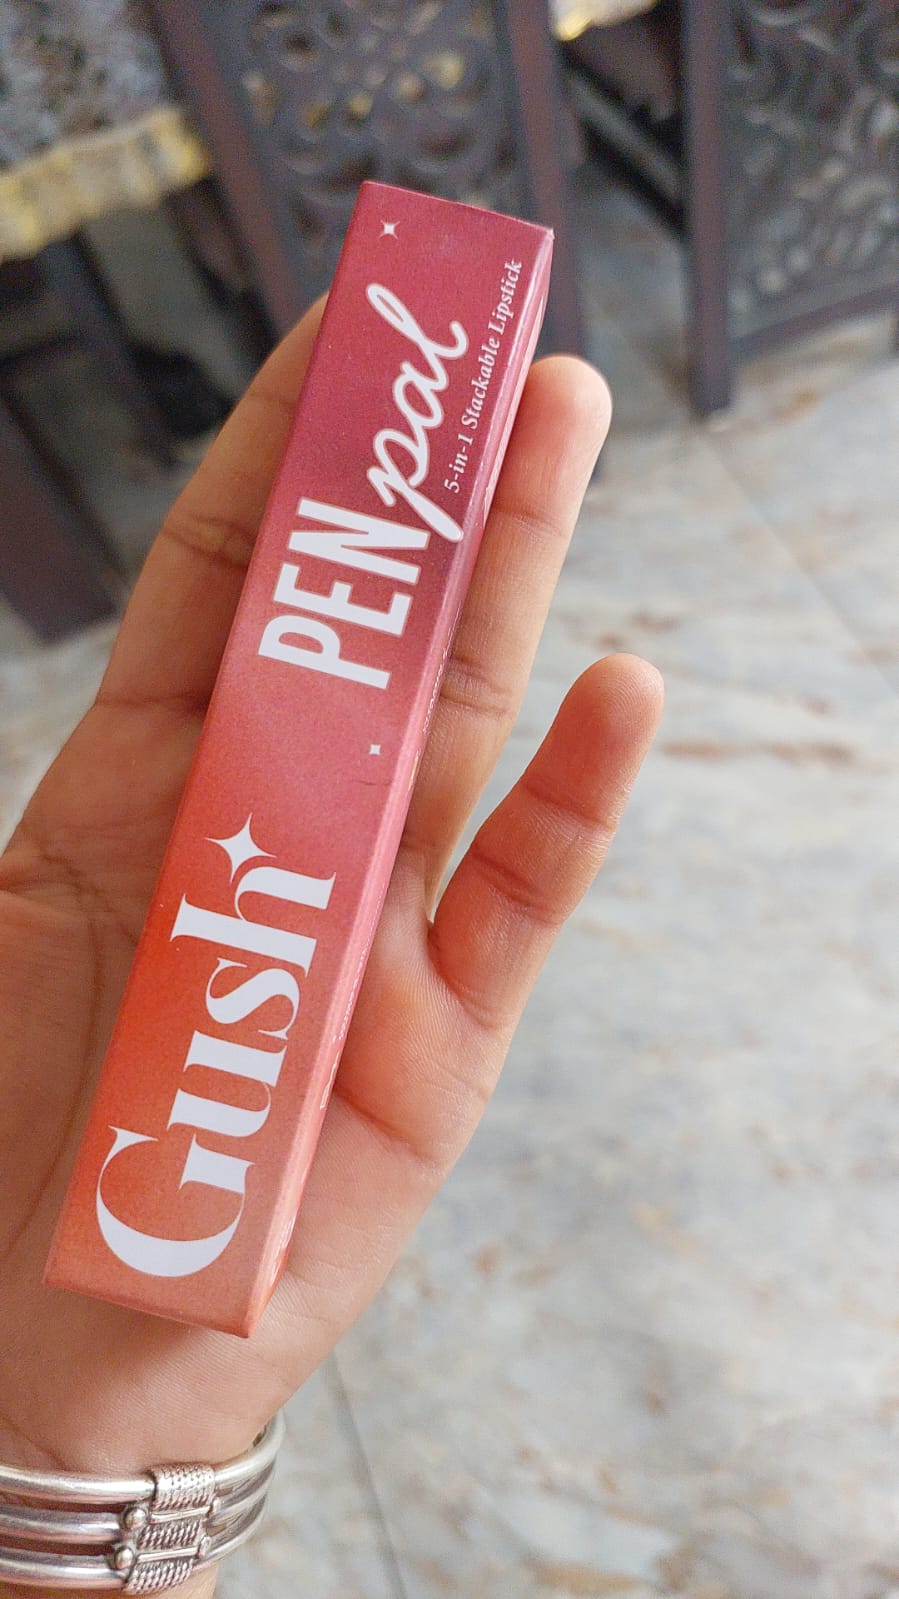 Gush
PEN pal
5-in-1 Stackable Lipstick